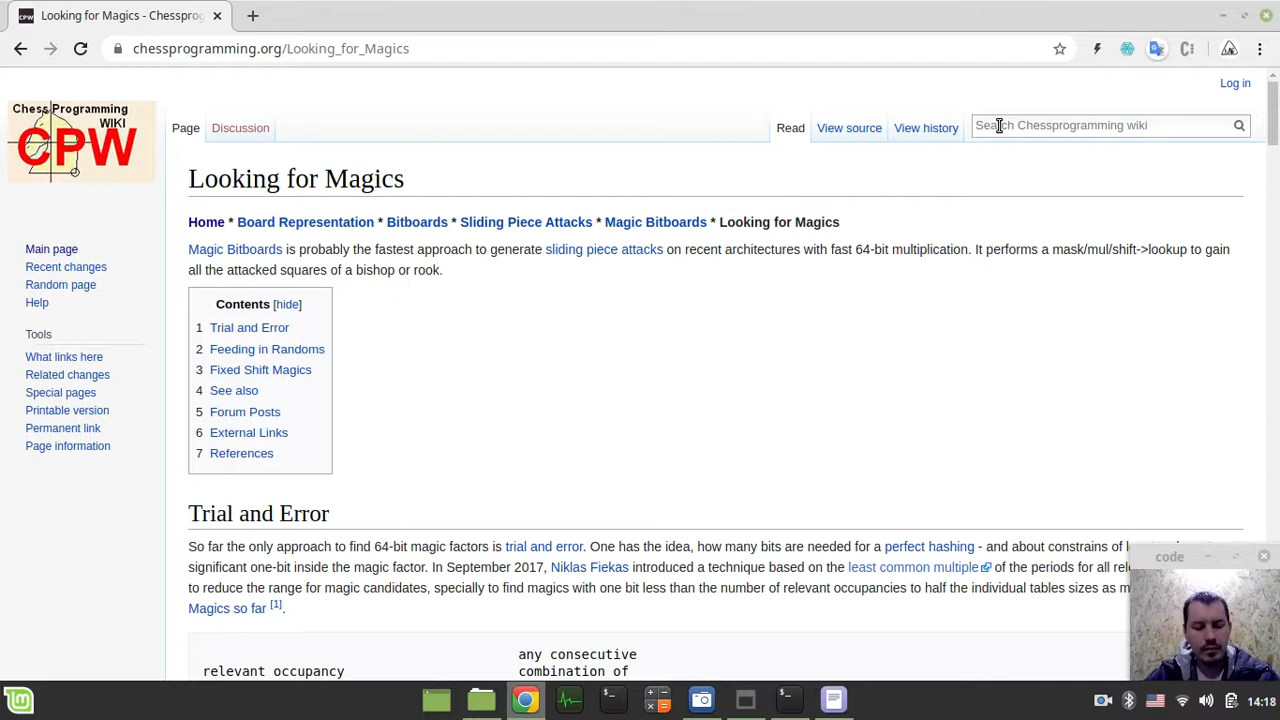 Looking for Magics - Chessprog
chessprogramming.org/Looking_for_Magics
Log in
Chess Programming
WIKI
CPW
Page Discussion Read View source View history Search Chessprogramming wiki
Looking for Magics
Home * Board Representation * Bitboards * Sliding Piece Attacks * Magic Bitboards * Looking for Magics
Main page
Recent changes
Random page
Help
Tools
What links here
Related changes
Special pages
Printable version
Permanent link
Page information
Magic Bitboards is probably the fastest approach to generate sliding piece attacks on recent architectures with fast 64-bit multiplication. It performs a mask/mul/shift->lookup to gain
all the attacked squares of a bishop or rook.
Contents [hide]
1 Trial and Error
2 Feeding in Randoms
3 Fixed Shift Magics
4 See also
5 Forum Posts
6 External Links
7 References
Trial and Error
So far the only approach to find 64-bit magic factors is trial and error. One has the idea, how many bits are needed for a perfect hashing - and about constrains of
significant one-bit inside the magic factor. In September 2017, Niklas Fiekas introduced a technique based on the least common multiple of the periods for all
to reduce the range for magic candidates, specially to find magics with one bit less than the number of relevant occupancies to half the individual tables sizes as
Magics so far [1].
any consecutive
relevant occupancy combination of
code
14:18